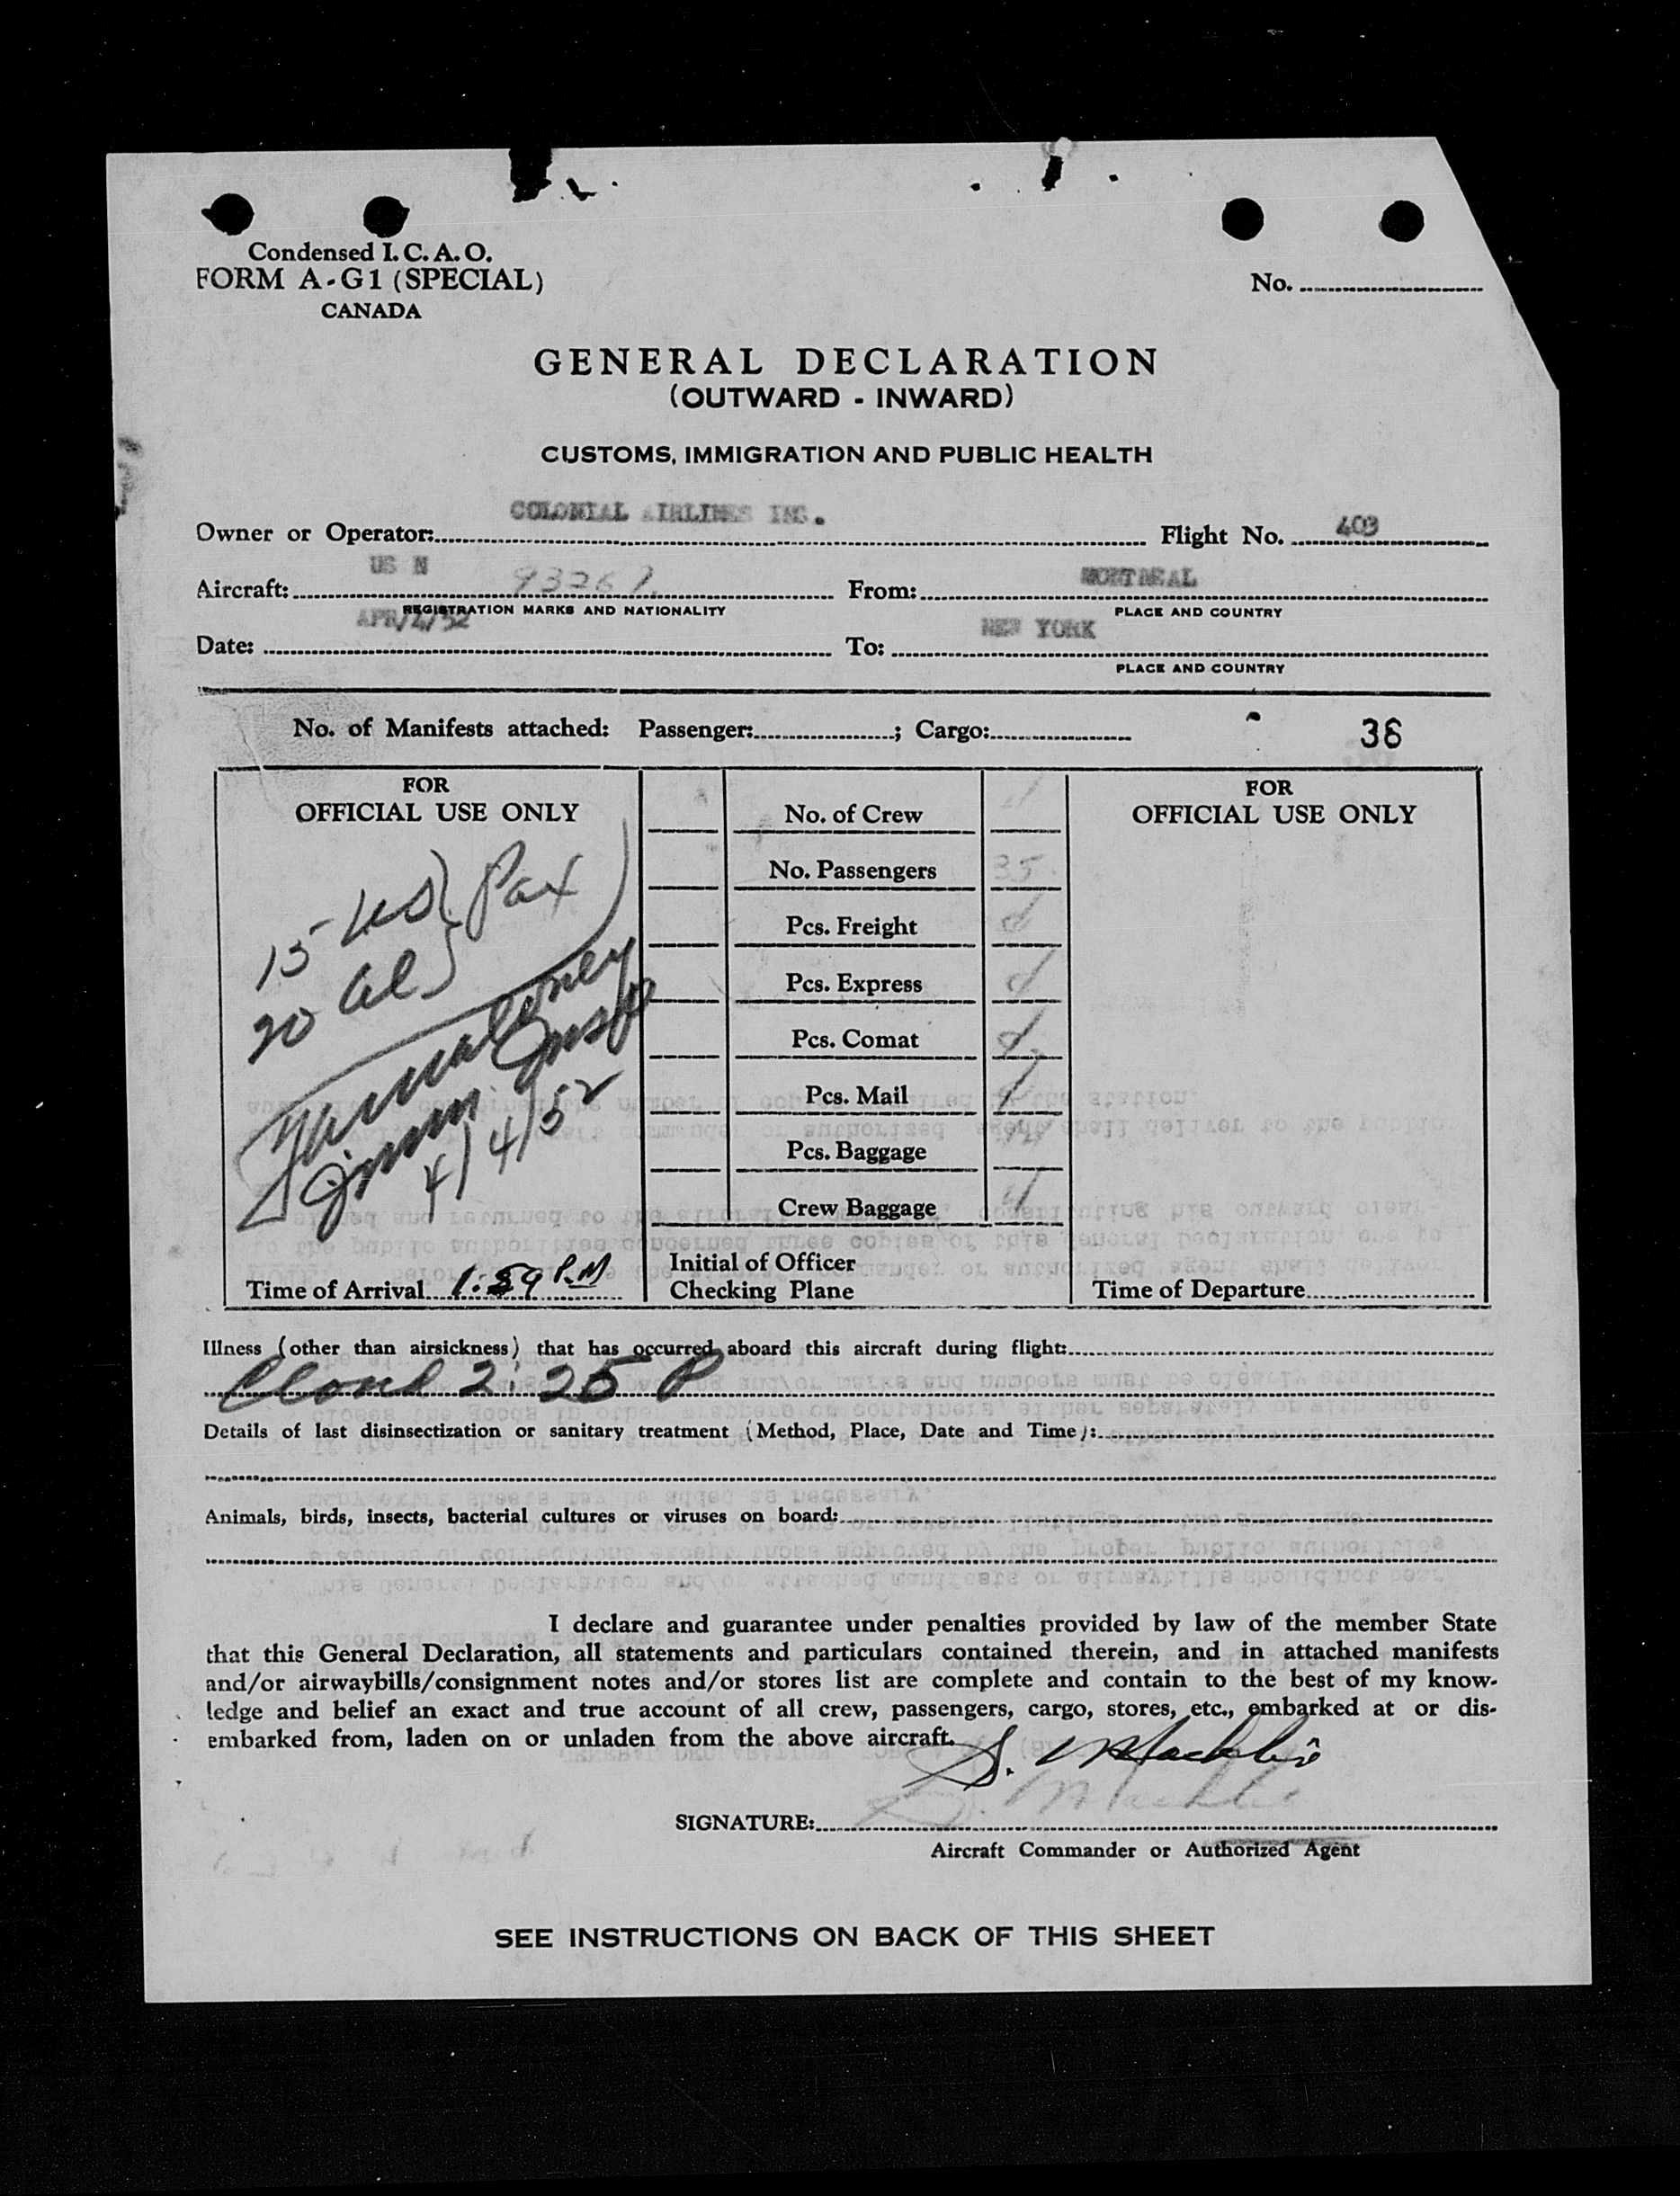 Condensed I. C. A. O.
FORM A-G1 (SPECIAL)
CANADA
No.
GENERAL DECLARATION
(OUTWARD - INWARD)
CUSTOMS, IMMIGRATION AND PUBLIC HEALTH
Owner or Operator: COLONIAL AIRLINES INC. Flight No. 403
Aircraft: US N 93267 From: MONTREAL
REGISTRATION MARKS AND NATIONALITY PLACE AND COUNTRY
Date: APR/4/52 To: NEW YORK
PLACE AND COUNTRY
No. of Manifests attached: Passenger: ; Cargo: 36
FOR
OFFICIAL USE ONLY
15 US } Pax
20 Al
Immn Insp
4/4/52
Time of Arrival 1:59 P.M
No. of Crew
No. Passengers 35
Pcs. Freight
Pcs. Express
Pcs. Comat
Pcs. Mail
Pcs. Baggage
Crew Baggage
Initial of Officer
Checking Plane
FOR
OFFICIAL USE ONLY
Time of Departure
Illness (other than airsickness) that has occurred aboard this aircraft during flight:
2:25 P
Details of last disinsectization or sanitary treatment (Method, Place, Date and Time):
Animals, birds, insects, bacterial cultures or viruses on board:
I declare and guarantee under penalties provided by law of the member State
that this General Declaration, all statements and particulars contained therein, and in attached manifests
and/or airwaybills/consignment notes and/or stores list are complete and contain to the best of my know-
ledge and belief an exact and true account of all crew, passengers, cargo, stores, etc., embarked at or dis-
embarked from, laden on or unladen from the above aircraft.
SIGNATURE:
Aircraft Commander or Authorized Agent
SEE INSTRUCTIONS ON BACK OF THIS SHEET